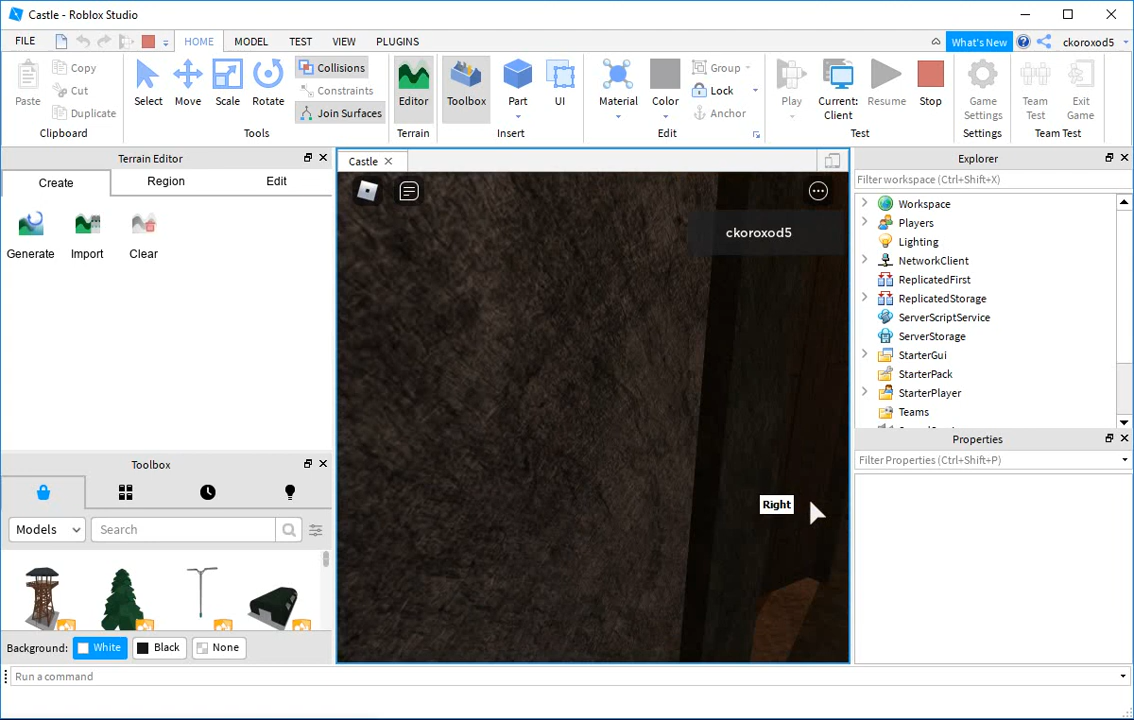 Castle - Roblox Studio
FILE HOME MODEL TEST VIEW PLUGINS What's New ckoroxod5
Paste Copy Cut Duplicate Clipboard
Select Move Scale Rotate Collisions Constraints Join Surfaces Tools
Editor Terrain
Toolbox Part UI Insert
Material Color Group Lock Anchor Edit
Play Current: Client Resume Stop Test
Game Settings Settings
Team Test Exit Game Team Test
Terrain Editor
Create Region Edit
Generate Import Clear
Toolbox
Models Search
Background: White Black None
Run a command
Castle
ckoroxod5
Right
Explorer
Filter workspace (Ctrl+Shift+X)
Workspace
Players
Lighting
NetworkClient
ReplicatedFirst
ReplicatedStorage
ServerScriptService
ServerStorage
StarterGui
StarterPack
StarterPlayer
Teams
Properties
Filter Properties (Ctrl+Shift+P)